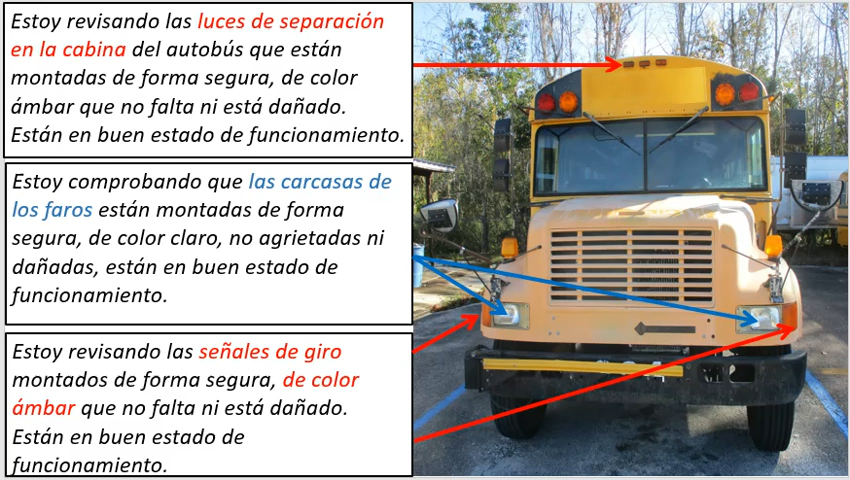 Estoy revisando las luces de separación
en la cabina del autobús que están
montadas de forma segura, de color
ámbar que no falta ni está dañado.
Están en buen estado de funcionamiento.
Estoy comprobando que las carcasas de
los faros están montadas de forma
segura, de color claro, no agrietadas ni
dañadas, están en buen estado de
funcionamiento.
Estoy revisando las señales de giro
montados de forma segura, de color
ámbar que no falta ni está dañado.
Están en buen estado de
funcionamiento.